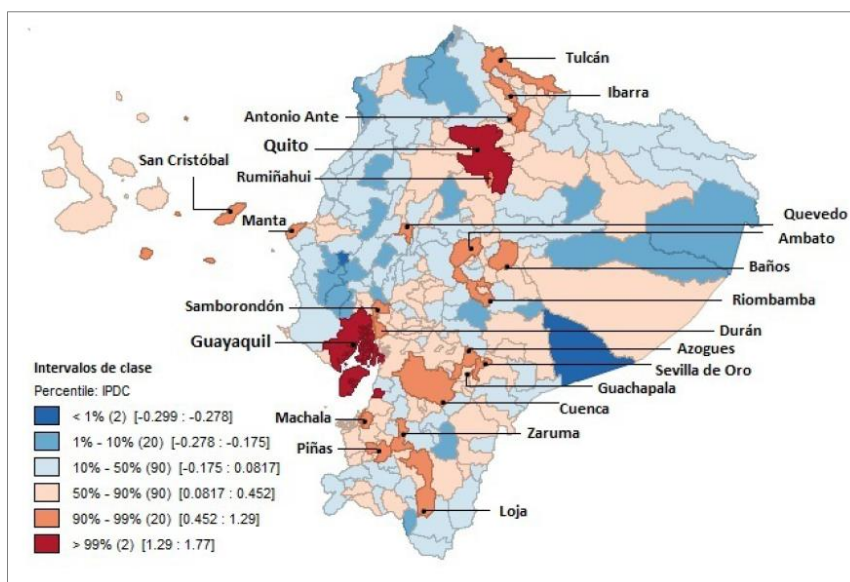 Tulcán
Ibarra
Antonio Ante
Quito
San Cristóbal
Rumiñahui
Manta
Quevedo
Ambato
Baños
Riombamba
Samborondón
Durán
Guayaquil
Azogues
Sevilla de Oro
Guachapala
Cuenca
Machala
Zaruma
Piñas
Loja
Intervalos de clase
Percentile: IPDC
< 1% (2) [-0.299 : -0.278]
1% - 10% (20) [-0.278 : -0.175]
10% - 50% (90) [-0.175 : 0.0817]
50% - 90% (90) [0.0817 : 0.452]
90% - 99% (20) [0.452 : 1.29]
> 99% (2) [1.29 : 1.77]